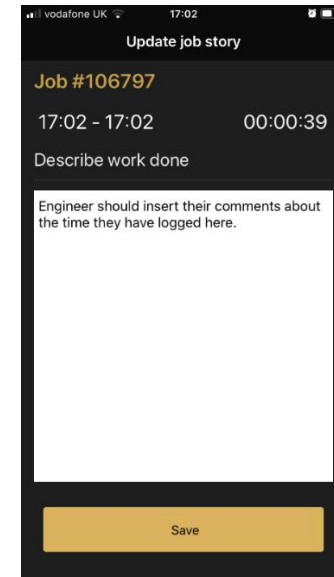 vodafone UK 17:02
Update job story
Job #106797
17:02 - 17:02 00:00:39
Describe work done
Engineer should insert their comments about
the time they have logged here.
Save